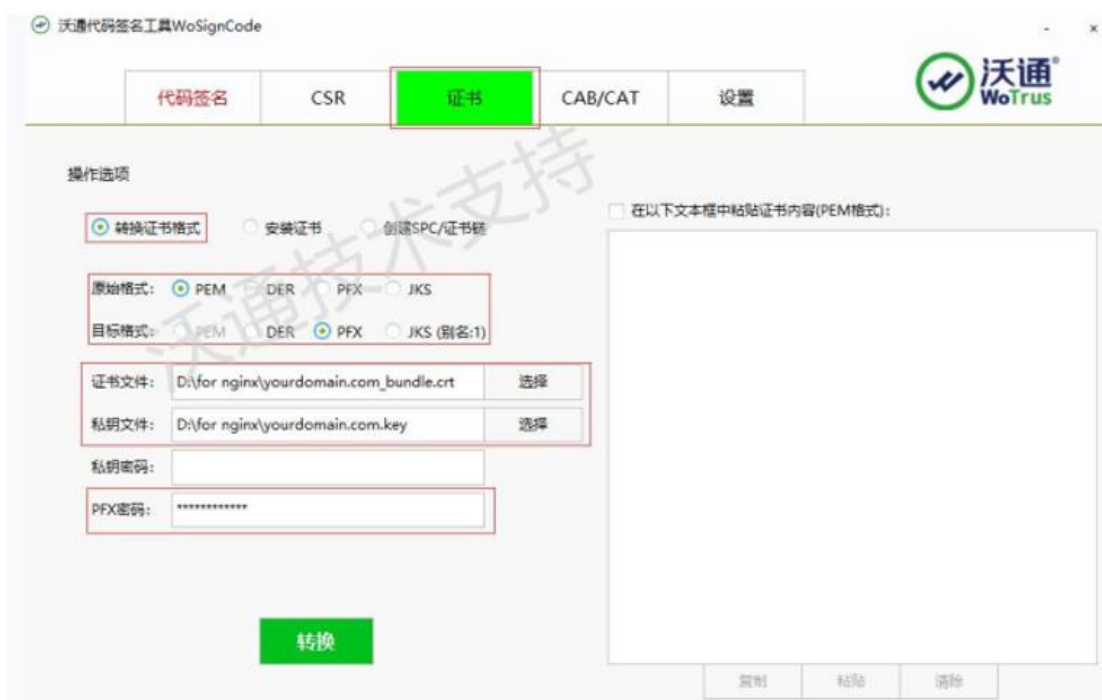 沃通代码签名工具WoSignCode
代码签名 CSR 证书 CAB/CAT 设置
沃通®
WoTrus
操作选项
转换证书格式 安装证书 创建SPC/证书链
在以下文本框中粘贴证书内容(PEM格式):
原始格式: PEM DER PFX JKS
目标格式: PEM DER PFX JKS (别名:1)
证书文件: D:\for nginx\yourdomain.com_bundle.crt 选择
私钥文件: D:\for nginx\yourdomain.com.key 选择
私钥密码:
PFX密码: ************
转换
复制 粘贴 清除
沃通技术支持